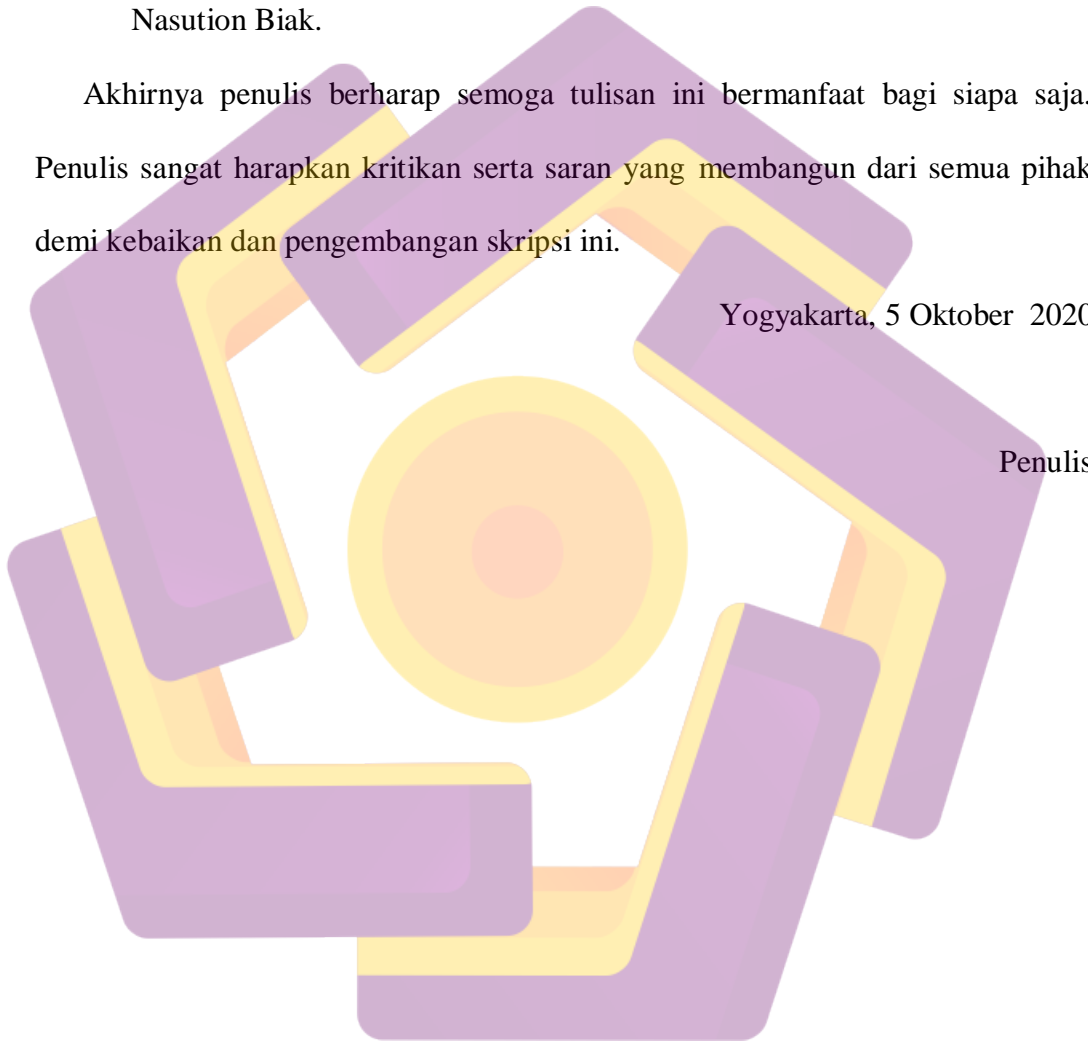 Nasution Biak.
Akhirnya penulis berharap semoga tulisan ini bermanfaat bagi siapa saja.
Penulis sangat harapkan kritikan serta saran yang membangun dari semua pihak
demi kebaikan dan pengembangan skripsi ini.
Yogyakarta, 5 Oktober 2020
Penulis